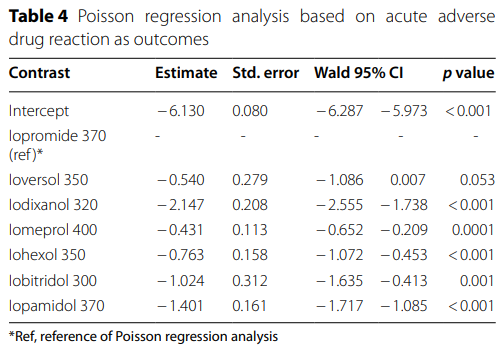 Table 4 Poisson regression analysis based on acute adverse
drug reaction as outcomes
Contrast Estimate Std. error Wald 95% CI p value
Intercept −6.130 0.080 −6.287 −5.973 <0.001
Iopromide 370 - - - - -
(ref)*
Ioversol 350 −0.540 0.279 −1.086 0.007 0.053
Iodixanol 320 −2.147 0.208 −2.555 −1.738 <0.001
Iomeprol 400 −0.431 0.113 −0.652 −0.209 0.0001
Iohexol 350 −0.763 0.158 −1.072 −0.453 <0.001
Iobitridol 300 −1.024 0.312 −1.635 −0.413 0.001
Iopamidol 370 −1.401 0.161 −1.717 −1.085 <0.001
*Ref, reference of Poisson regression analysis